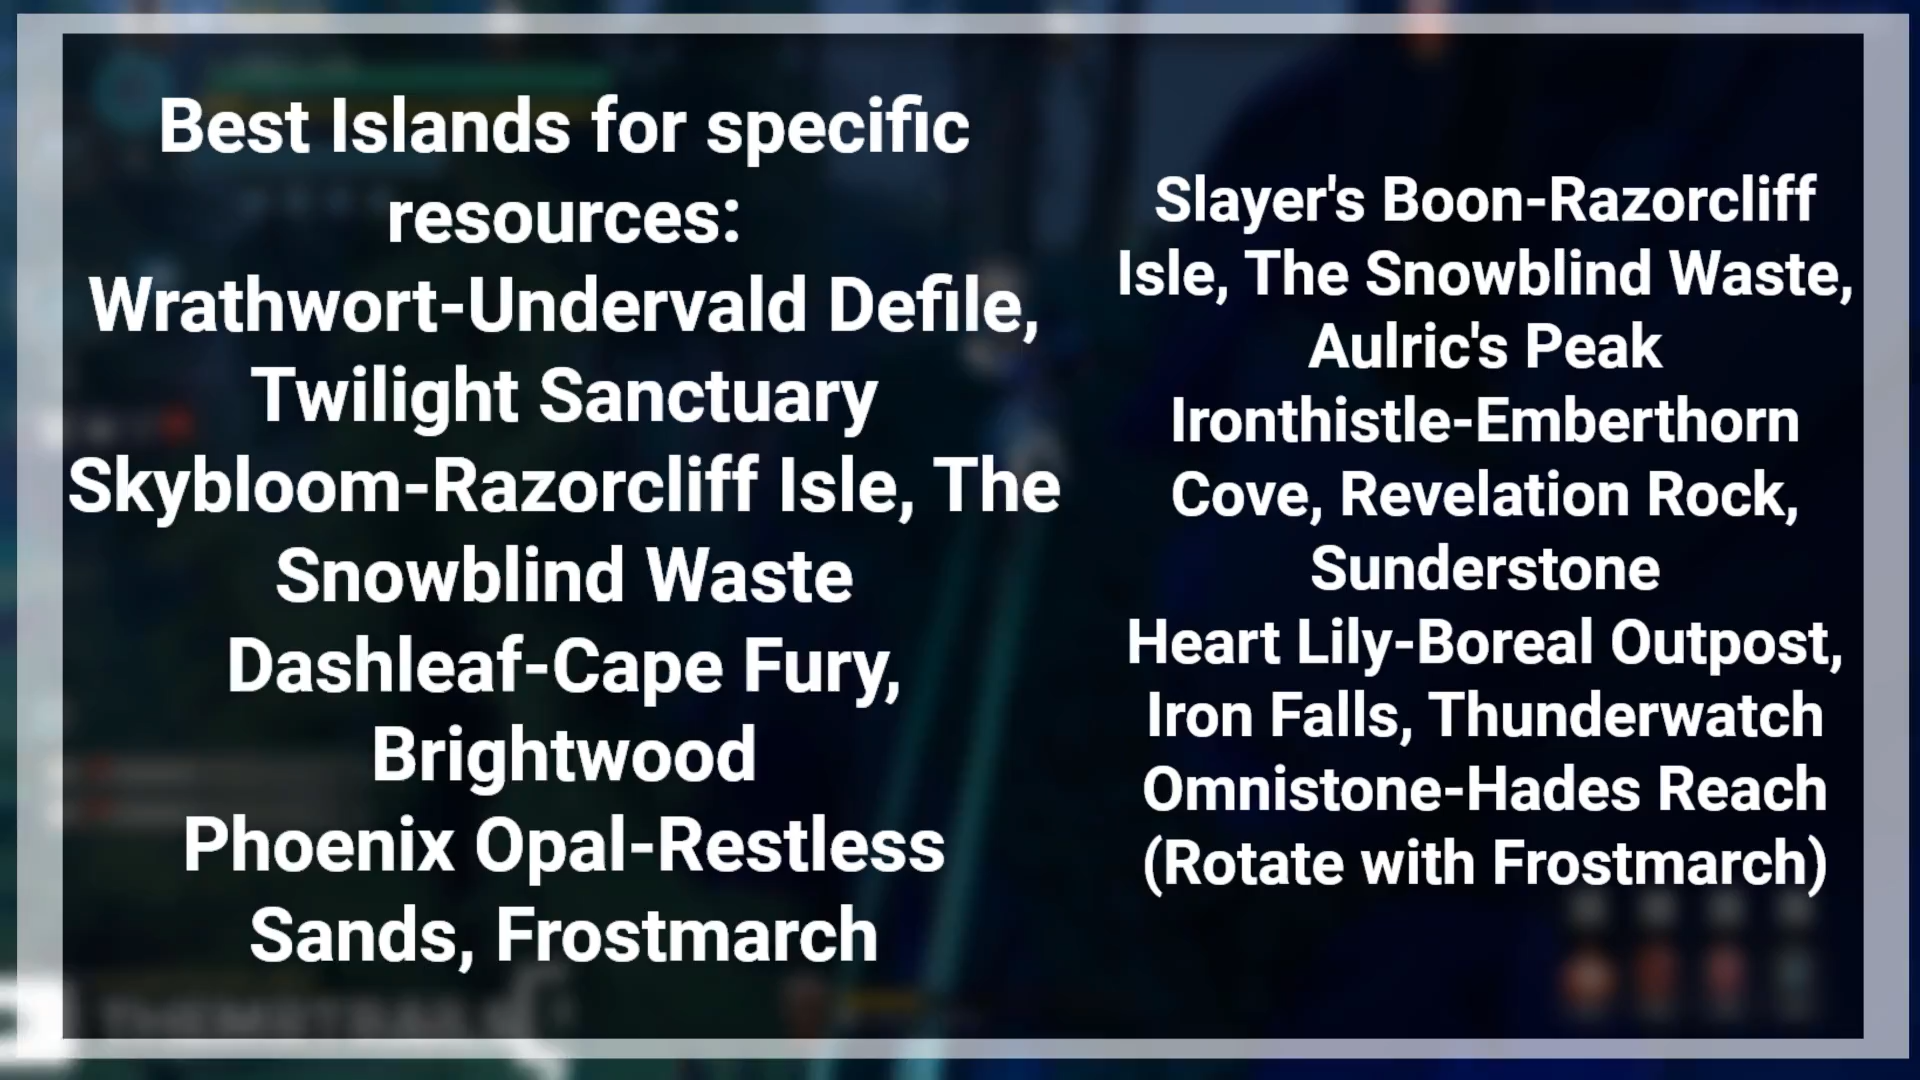 Best Islands for specific
resources:
Wrathwort-Undervald Defile,
Twilight Sanctuary
Skybloom-Razorcliff Isle, The
Snowblind Waste
Dashleaf-Cape Fury,
Brightwood
Phoenix Opal-Restless
Sands, Frostmarch
Slayer's Boon-Razorcliff
Isle, The Snowblind Waste,
Aulric's Peak
Ironthistle-Emberthorn
Cove, Revelation Rock,
Sunderstone
Heart Lily-Boreal Outpost,
Iron Falls, Thunderwatch
Omnistone-Hades Reach
(Rotate with Frostmarch)